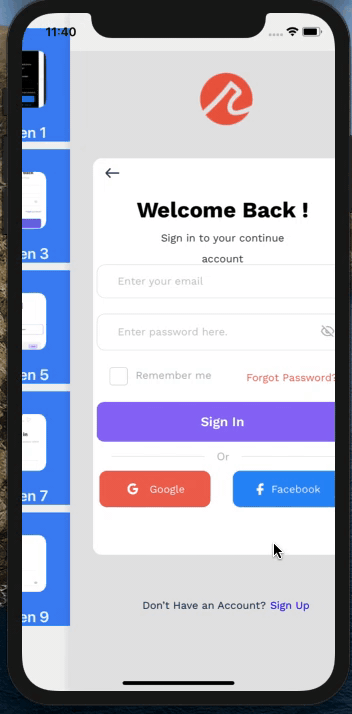 11:40
en 1
en 3
en 5
en 7
en 9
Welcome Back !
Sign in to your continue
account
Enter your email
Enter password here.
Remember me
Forgot Password?
Sign In
Or
Google
Facebook
Don't Have an Account? Sign Up